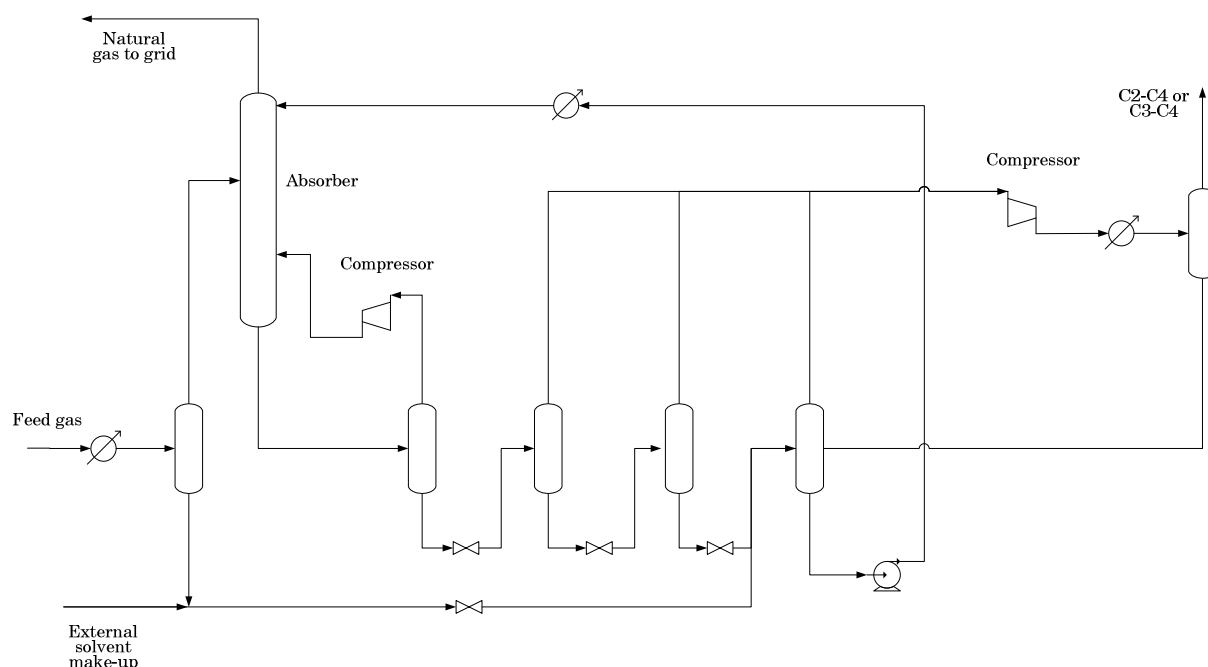 Natural
gas to grid
C2-C4 or
C3-C4
Compressor
Absorber
Compressor
Feed gas
External
solvent
make-up